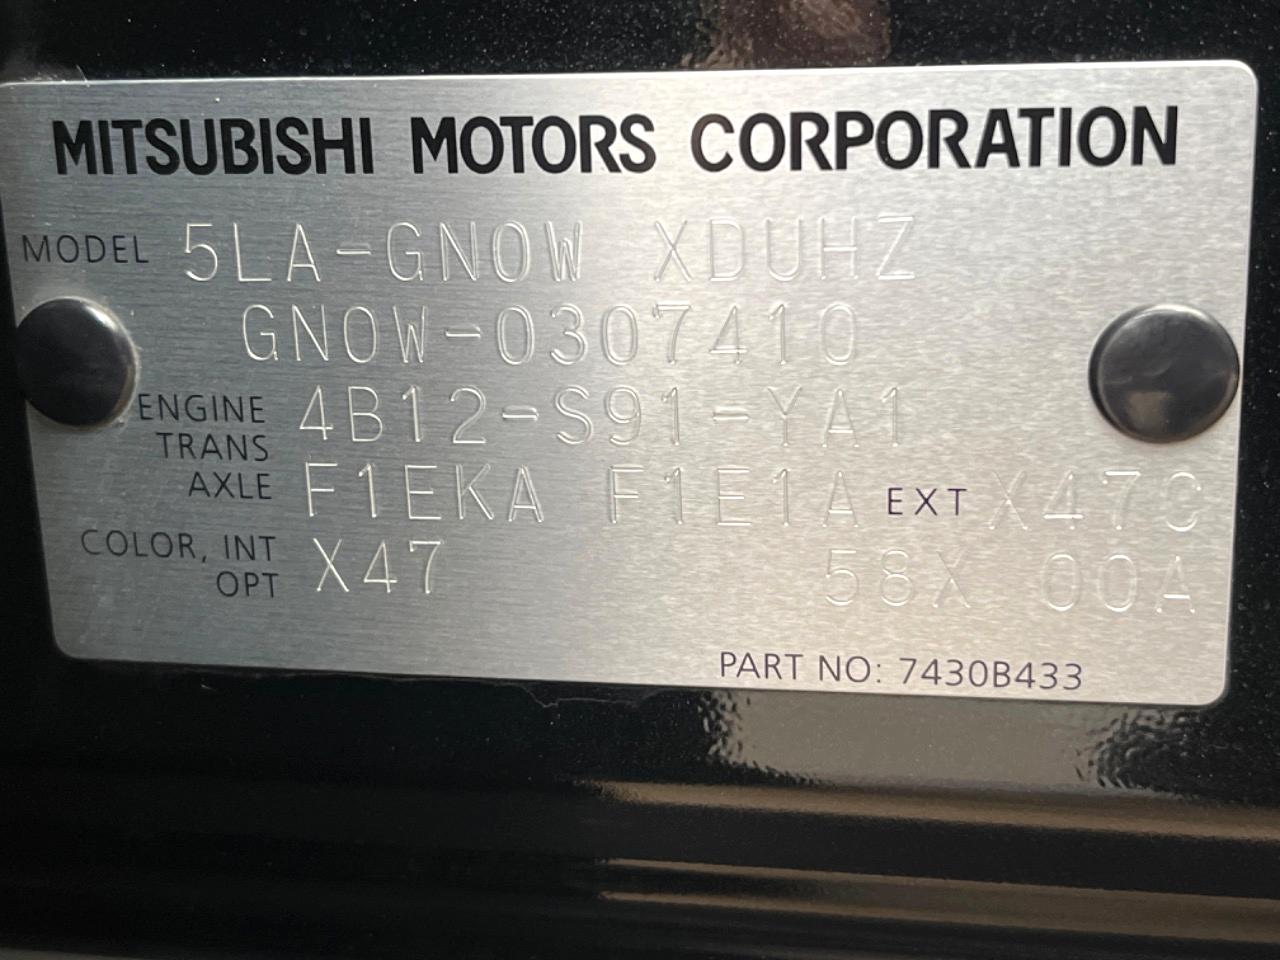 MITSUBISHI MOTORS CORPORATION
MODEL 5LA-GN0W XDUHZ
GN0W-0307410
ENGINE 4B12-S91-YA1
TRANS
AXLE F1EKA F1E1A EXT X47C
COLOR, INT X47 58X 00A
OPT
PART NO: 7430B433